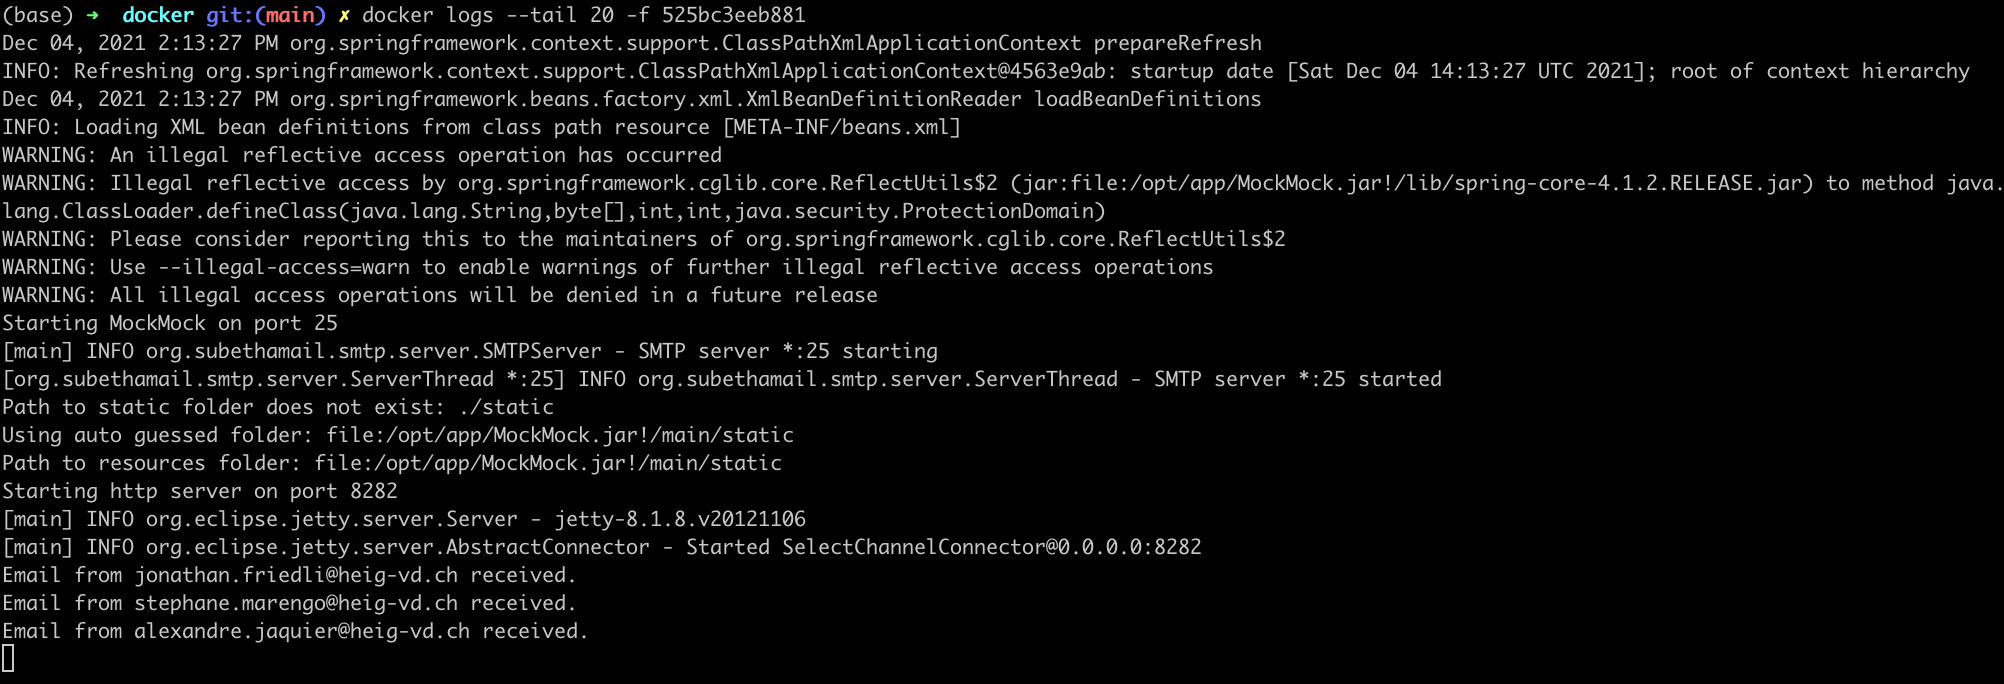 (base) ➜  docker git:(main) ✗ docker logs --tail 20 -f 525bc3eeb881
Dec 04, 2021 2:13:27 PM org.springframework.context.support.ClassPathXmlApplicationContext prepareRefresh
INFO: Refreshing org.springframework.context.support.ClassPathXmlApplicationContext@4563e9ab: startup date [Sat Dec 04 14:13:27 UTC 2021]; root of context hierarchy
Dec 04, 2021 2:13:27 PM org.springframework.beans.factory.xml.XmlBeanDefinitionReader loadBeanDefinitions
INFO: Loading XML bean definitions from class path resource [META-INF/beans.xml]
WARNING: An illegal reflective access operation has occurred
WARNING: Illegal reflective access by org.springframework.cglib.core.ReflectUtils$2 (jar:file:/opt/app/MockMock.jar!/lib/spring-core-4.1.2.RELEASE.jar) to method java.
lang.ClassLoader.defineClass(java.lang.String,byte[],int,int,java.security.ProtectionDomain)
WARNING: Please consider reporting this to the maintainers of org.springframework.cglib.core.ReflectUtils$2
WARNING: Use --illegal-access=warn to enable warnings of further illegal reflective access operations
WARNING: All illegal access operations will be denied in a future release
Starting MockMock on port 25
[main] INFO org.subethamail.smtp.server.SMTPServer - SMTP server *:25 starting
[org.subethamail.smtp.server.ServerThread *:25] INFO org.subethamail.smtp.server.ServerThread - SMTP server *:25 started
Path to static folder does not exist: ./static
Using auto guessed folder: file:/opt/app/MockMock.jar!/main/static
Path to resources folder: file:/opt/app/MockMock.jar!/main/static
Starting http server on port 8282
[main] INFO org.eclipse.jetty.server.Server - jetty-8.1.8.v20121106
[main] INFO org.eclipse.jetty.server.AbstractConnector - Started SelectChannelConnector@0.0.0.0:8282
Email from jonathan.friedli@heig-vd.ch received.
Email from stephane.marengo@heig-vd.ch received.
Email from alexandre.jaquier@heig-vd.ch received.